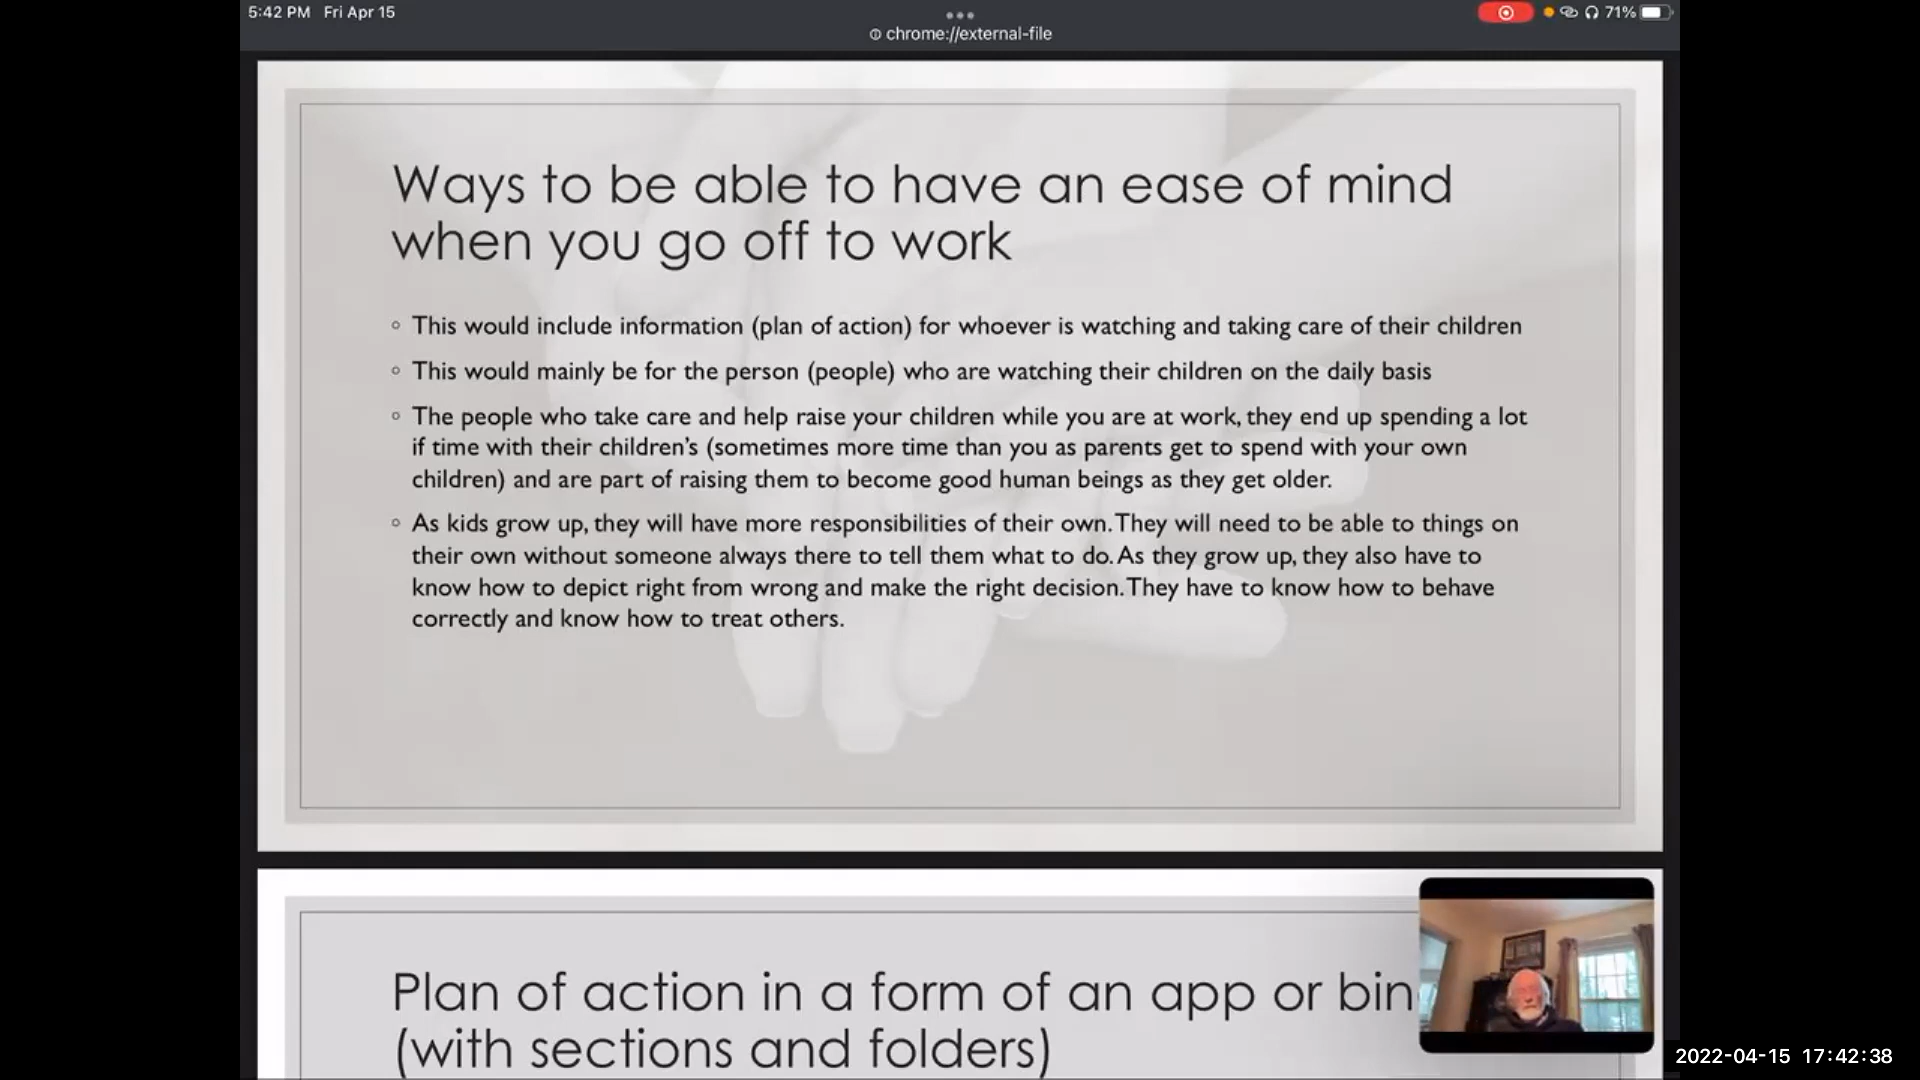 5:42 PM Fri Apr 15
chrome://external-file
71%
Ways to be able to have an ease of mind
when you go off to work
This would include information (plan of action) for whoever is watching and taking care of their children
This would mainly be for the person (people) who are watching their children on the daily basis
The people who take care and help raise your children while you are at work, they end up spending a lot
if time with their children's (sometimes more time than you as parents get to spend with your own
children) and are part of raising them to become good human beings as they get older.
As kids grow up, they will have more responsibilities of their own. They will need to be able to things on
their own without someone always there to tell them what to do. As they grow up, they also have to
know how to depict right from wrong and make the right decision. They have to know how to behave
correctly and know how to treat others.
Plan of action in a form of an app or bin
(with sections and folders)
2022-04-15 17:42:38